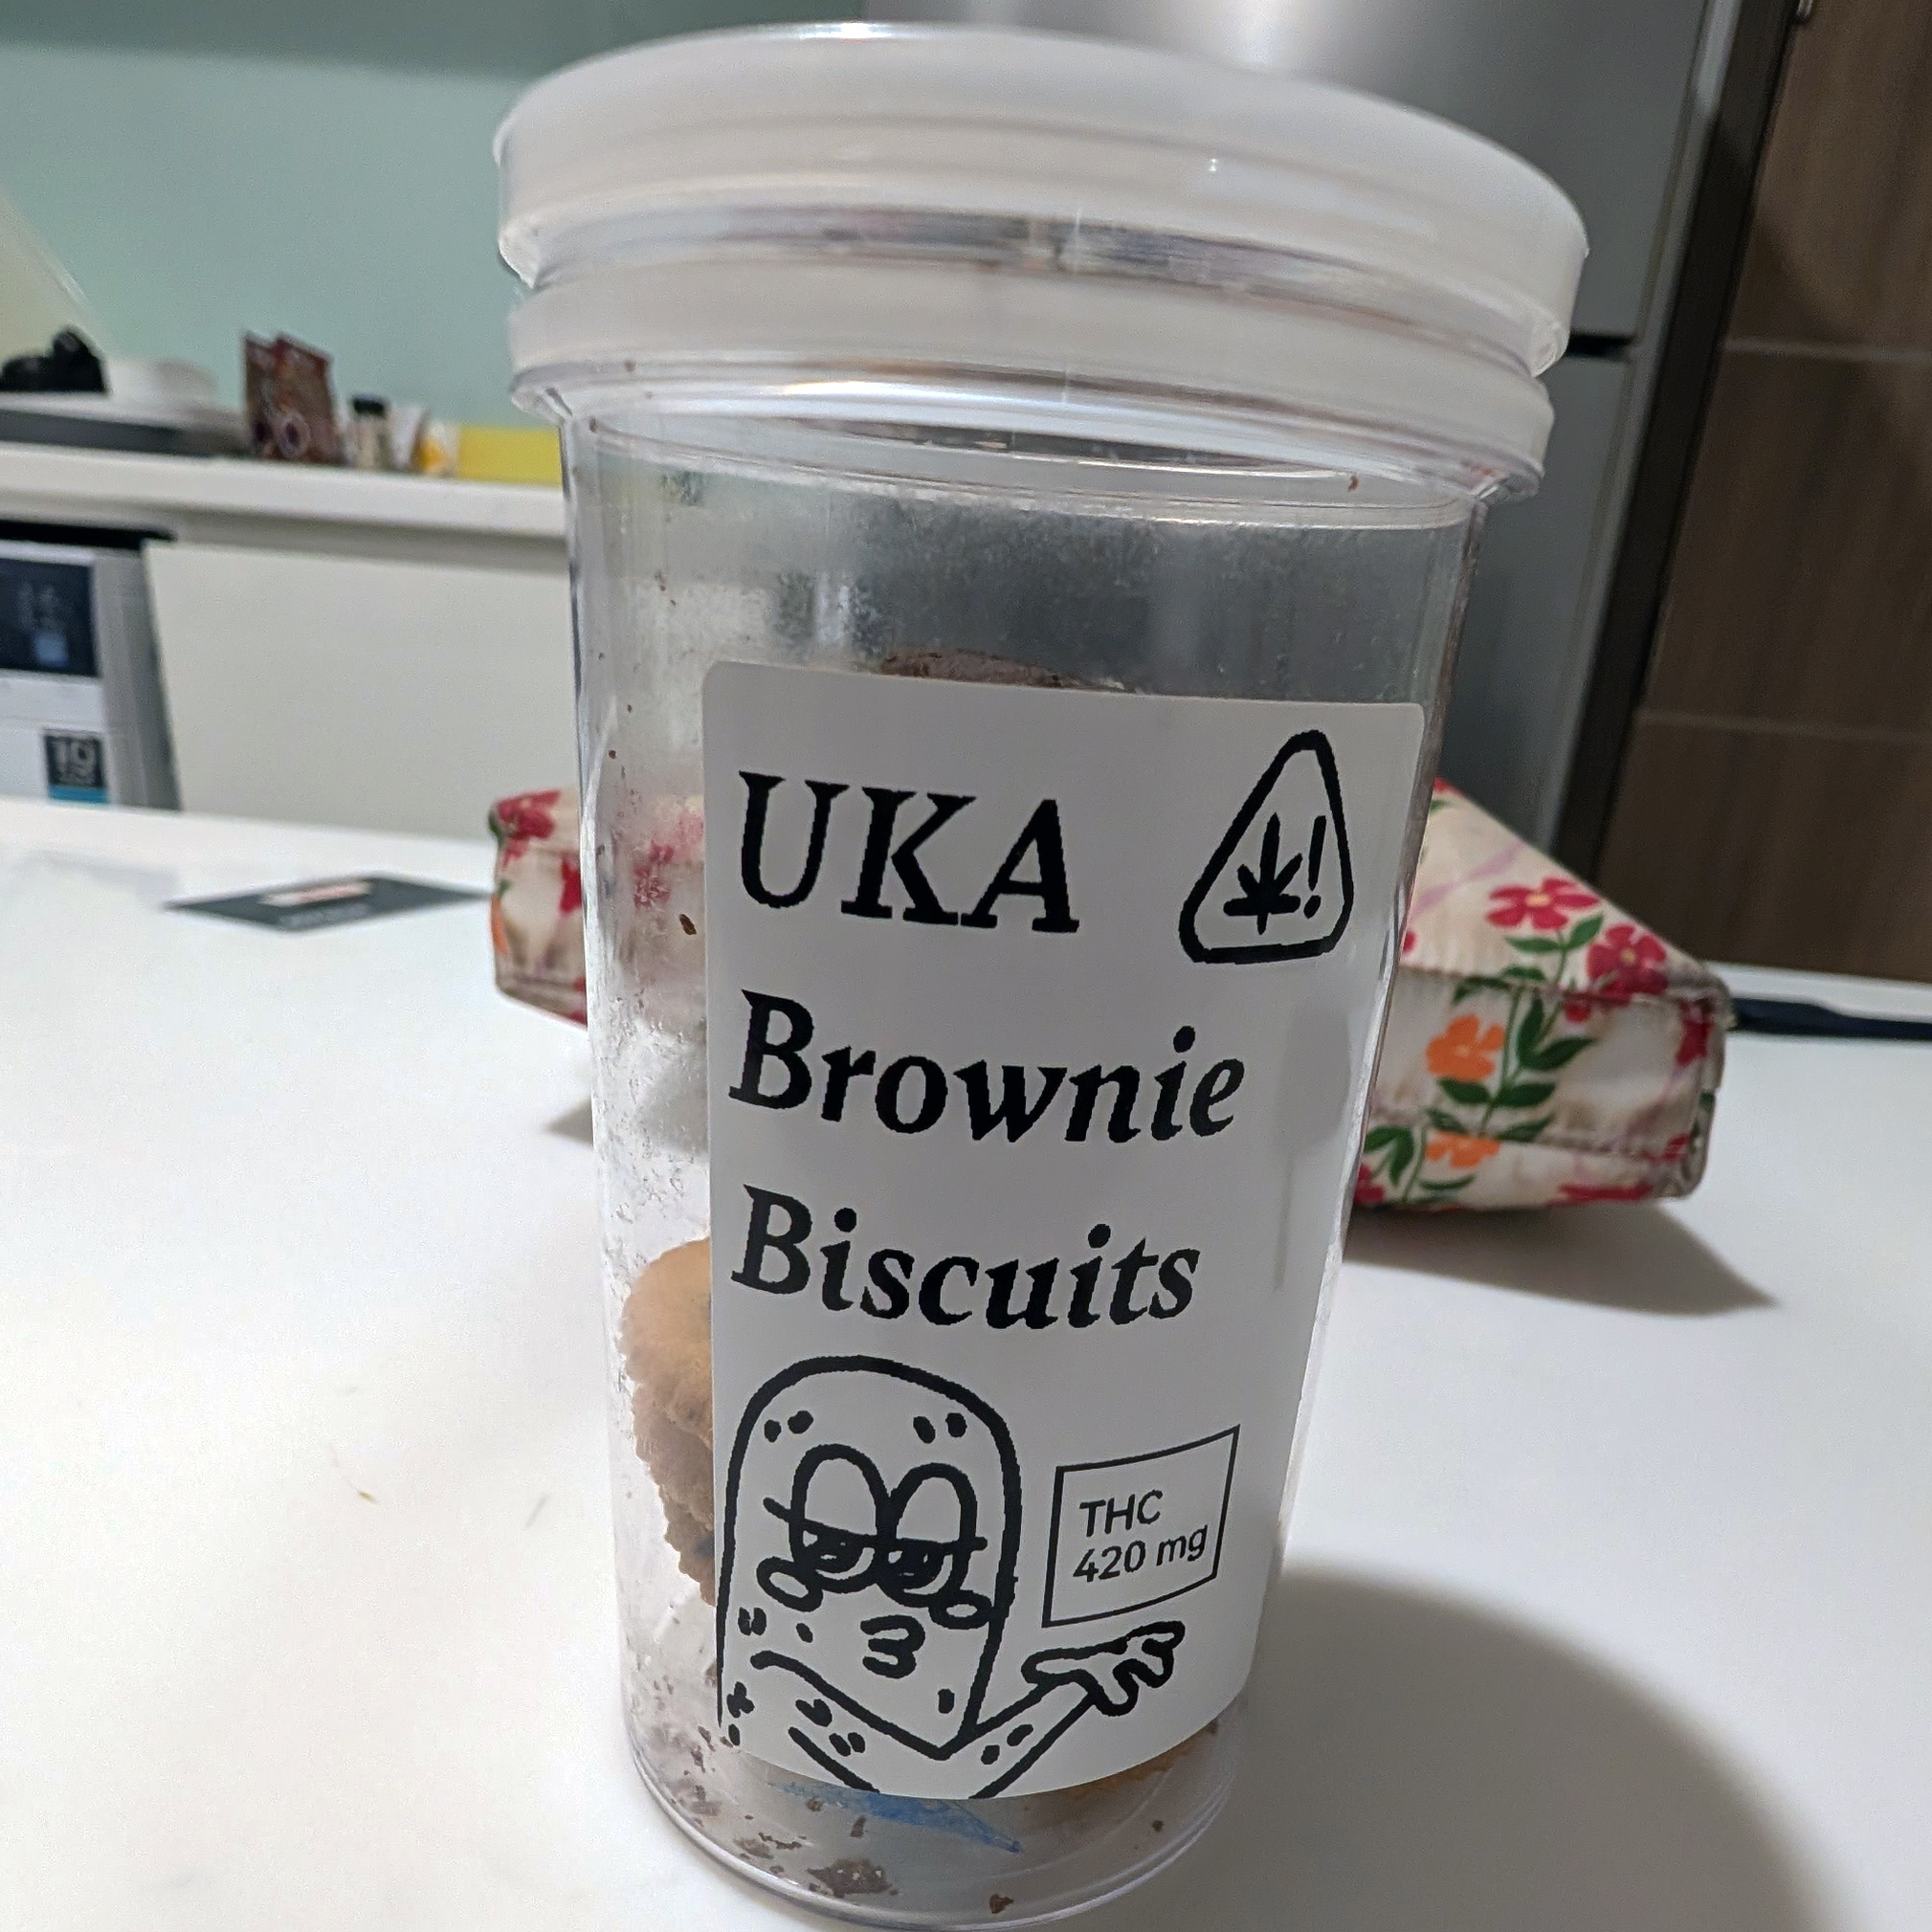 UKA
Brownie
Biscuits
THC
420 mg